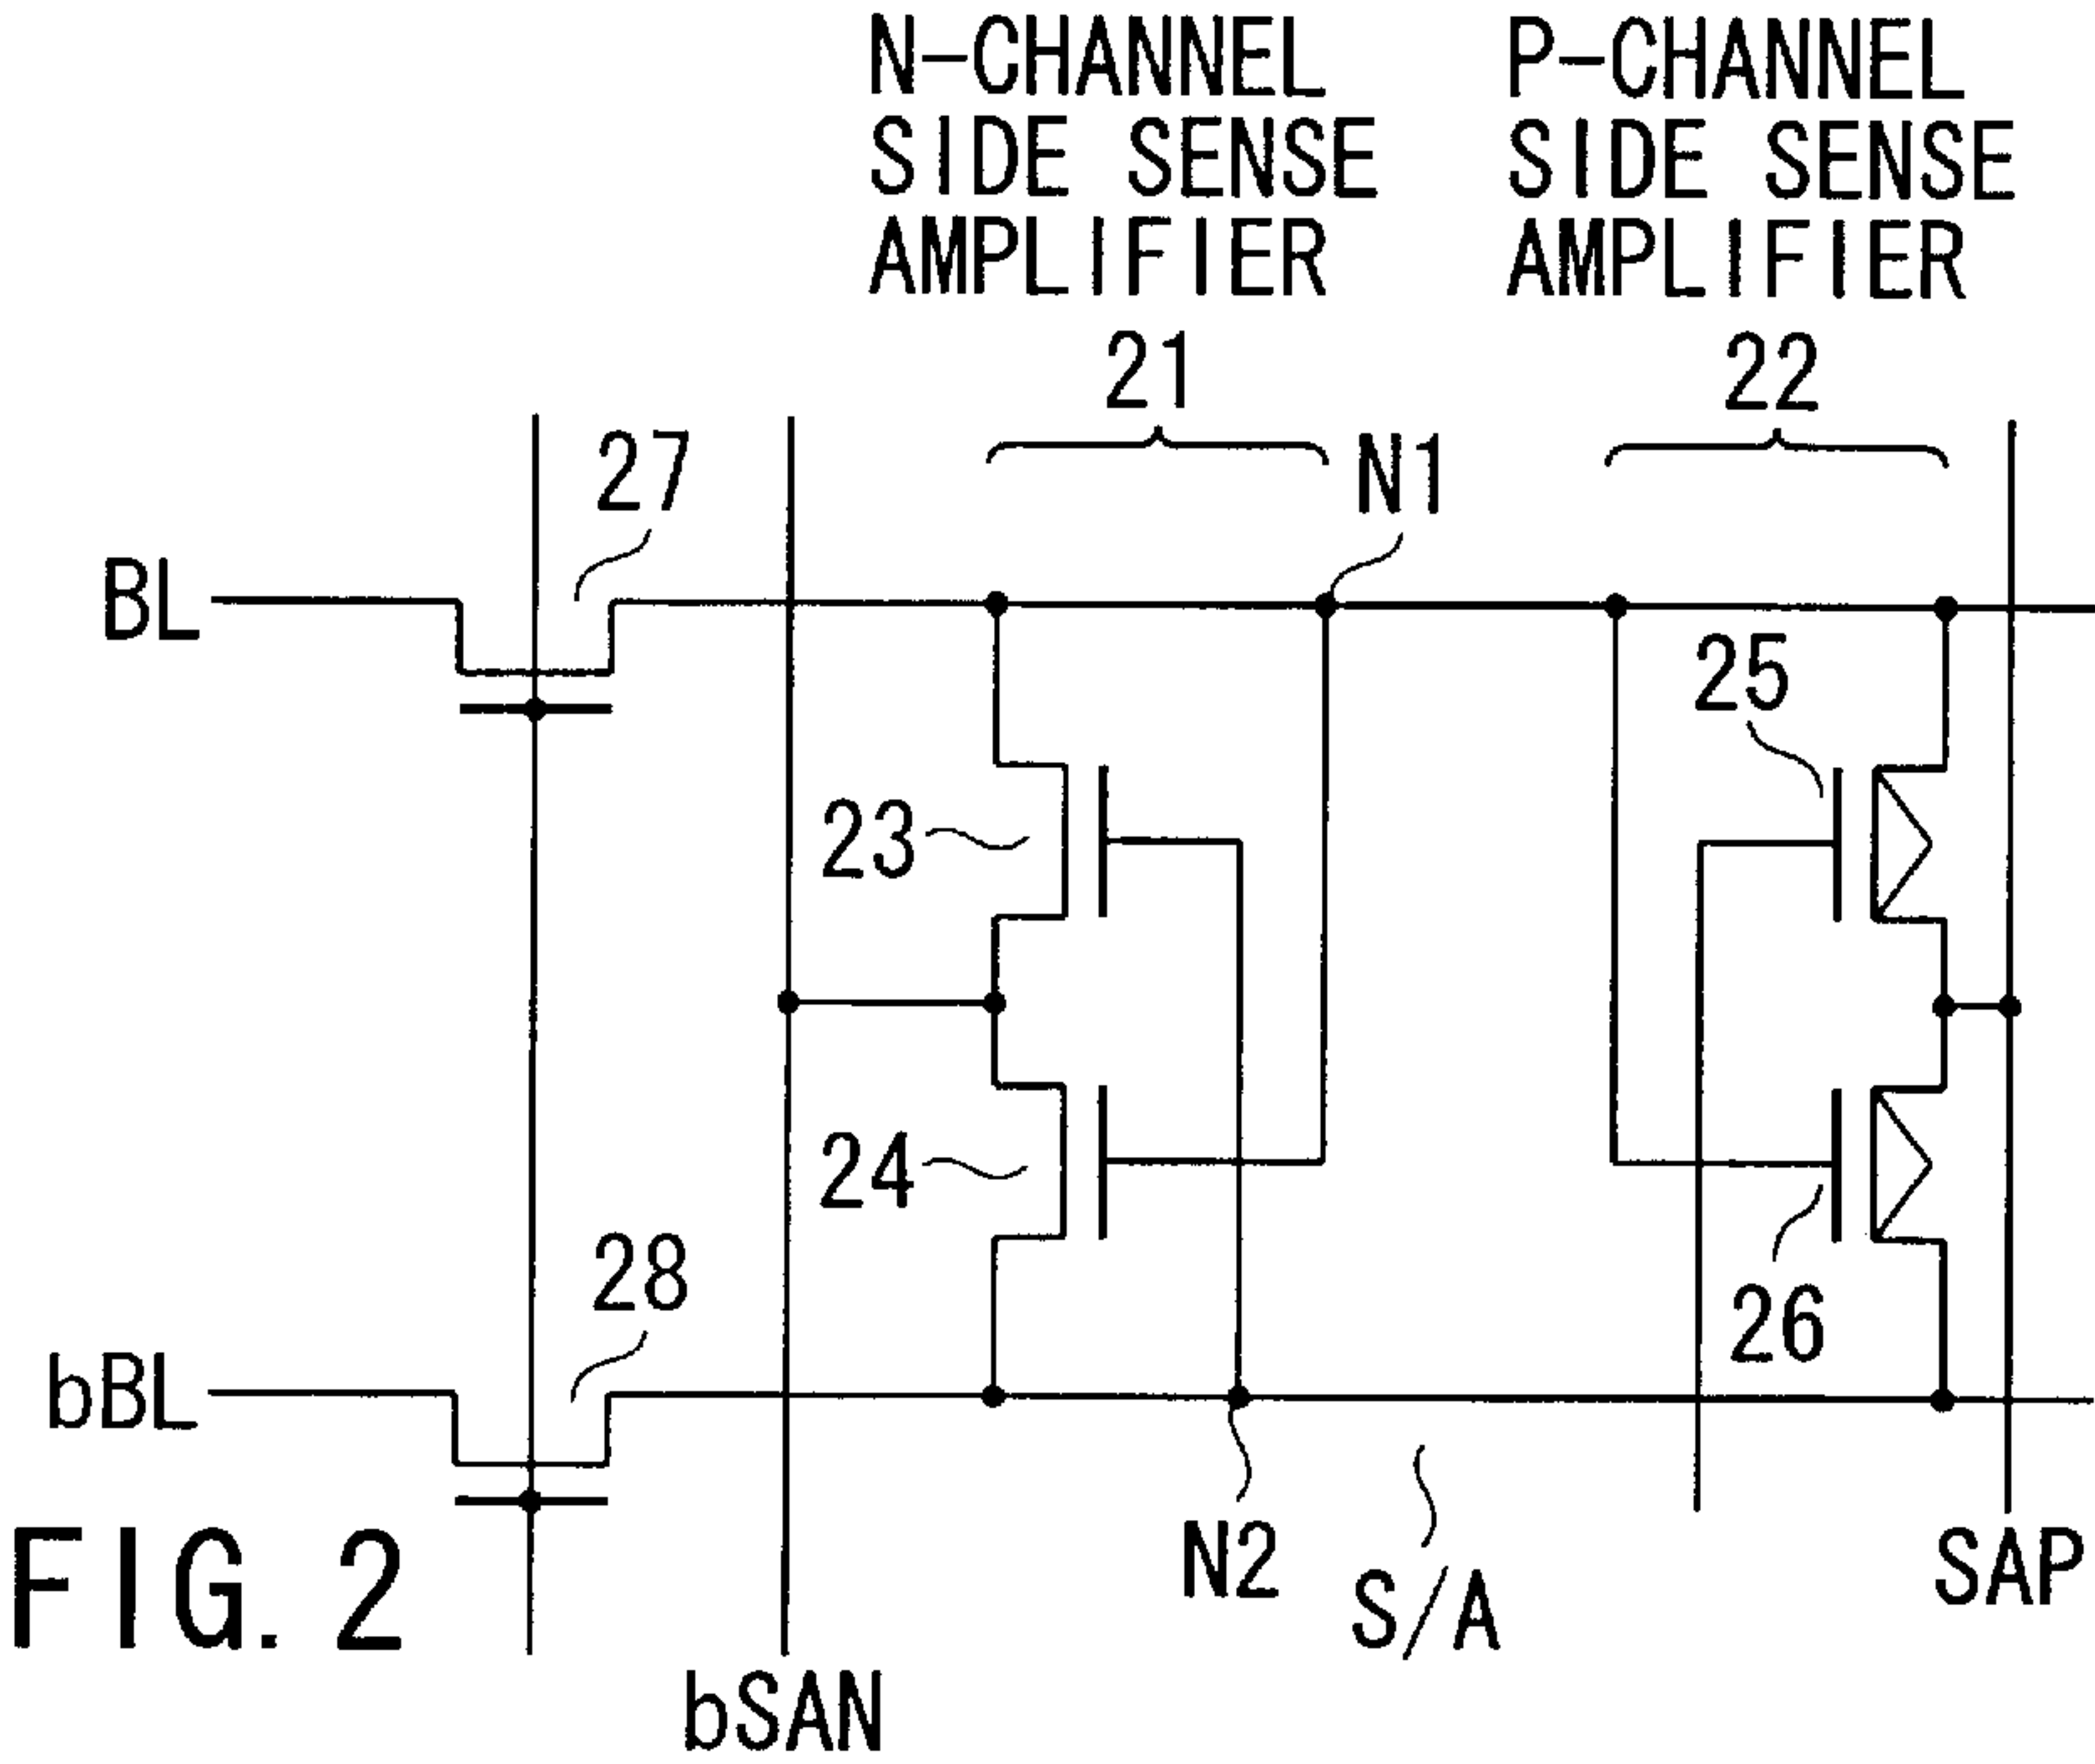 N-CHANNEL
SIDE SENSE
AMPLIFIER
21
P-CHANNEL
SIDE SENSE
AMPLIFIER
22
27
N1
BL
25
23
24
28
26
bBL
N2
S/A
SAP
FIG. 2
bSAN